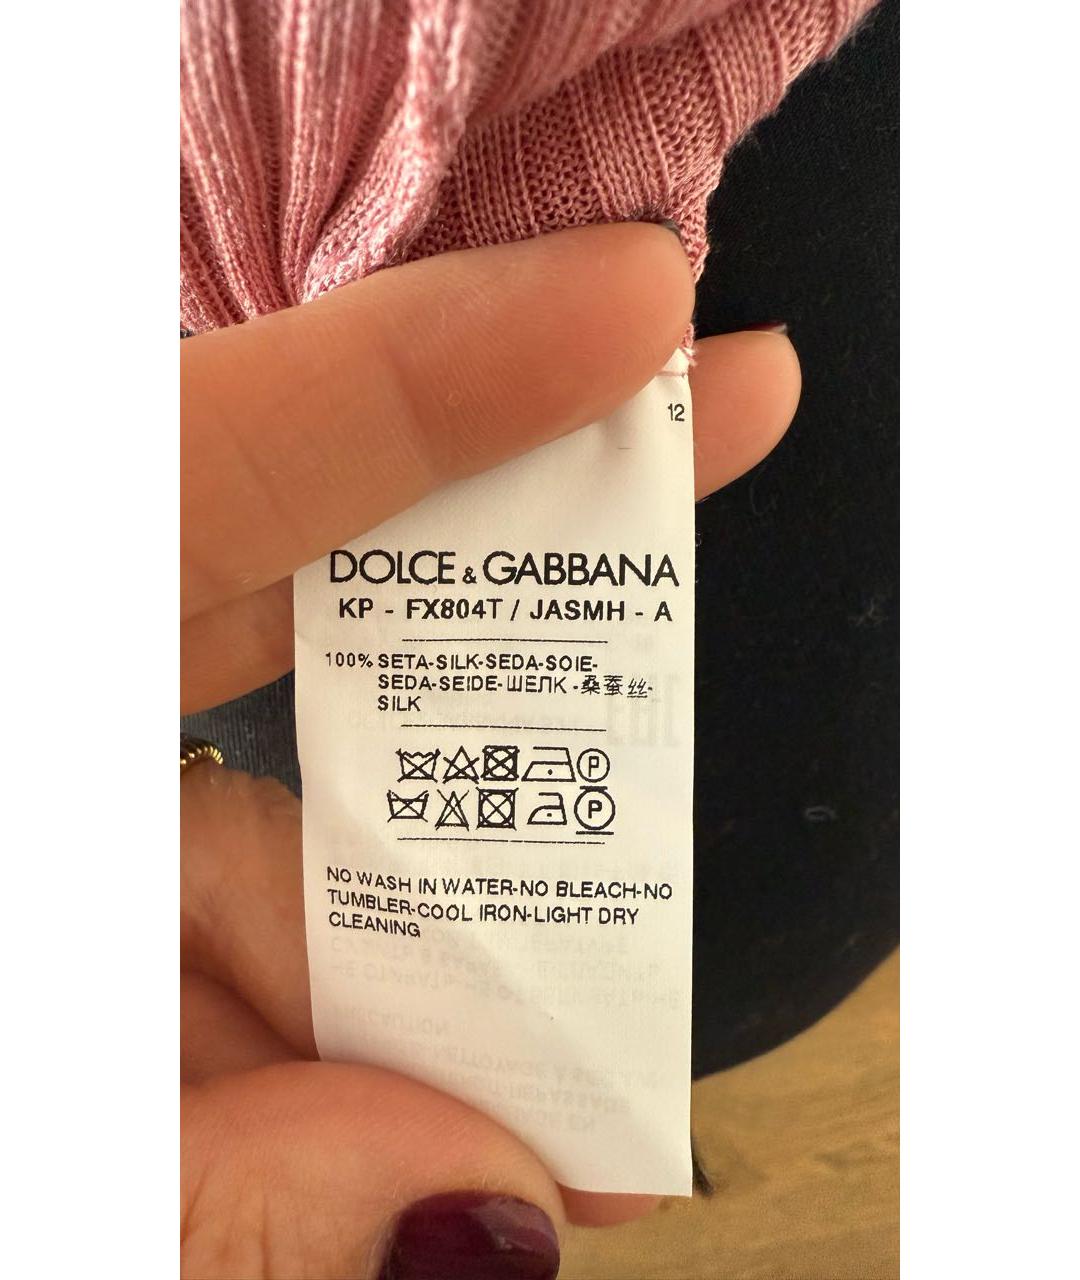 12
DOLCE & GABBANA
KP - FX804T / JASMH - A
100% SETA-SILK-SEDA-SOIE-
SEDA-SEIDE-ШЕЛК-桑蚕丝-
SILK
P
P
NO WASH IN WATER-NO BLEACH-NO
TUMBLER-COOL IRON-LIGHT DRY
CLEANING